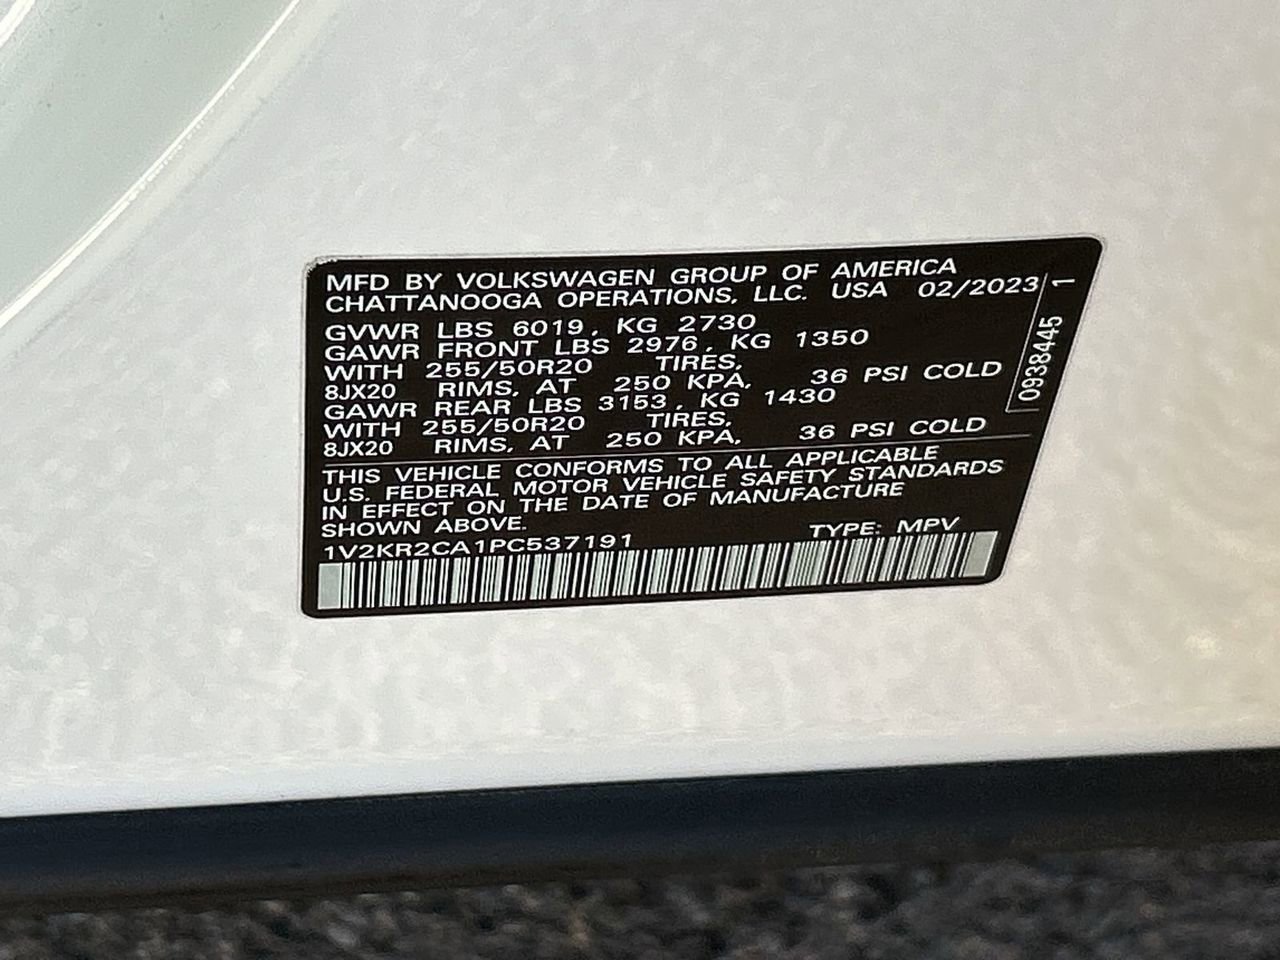 MFD BY VOLKSWAGEN GROUP OF AMERICA
CHATTANOOGA OPERATIONS, LLC. USA 02/2023
GVWR LBS 6019, KG 2730
GAWR FRONT LBS 2976, KG 1350
WITH 255/50R20 TIRES,
8JX20 RIMS, AT 250 KPA, 36 PSI COLD
GAWR REAR LBS 3153, KG 1430
WITH 255/50R20 TIRES,
8JX20 RIMS, AT 250 KPA, 36 PSI COLD
THIS VEHICLE CONFORMS TO ALL APPLICABLE
U.S. FEDERAL MOTOR VEHICLE SAFETY STANDARDS
IN EFFECT ON THE DATE OF MANUFACTURE
SHOWN ABOVE.
TYPE: MPV
1V2KR2CA1PC537191
0938445 1